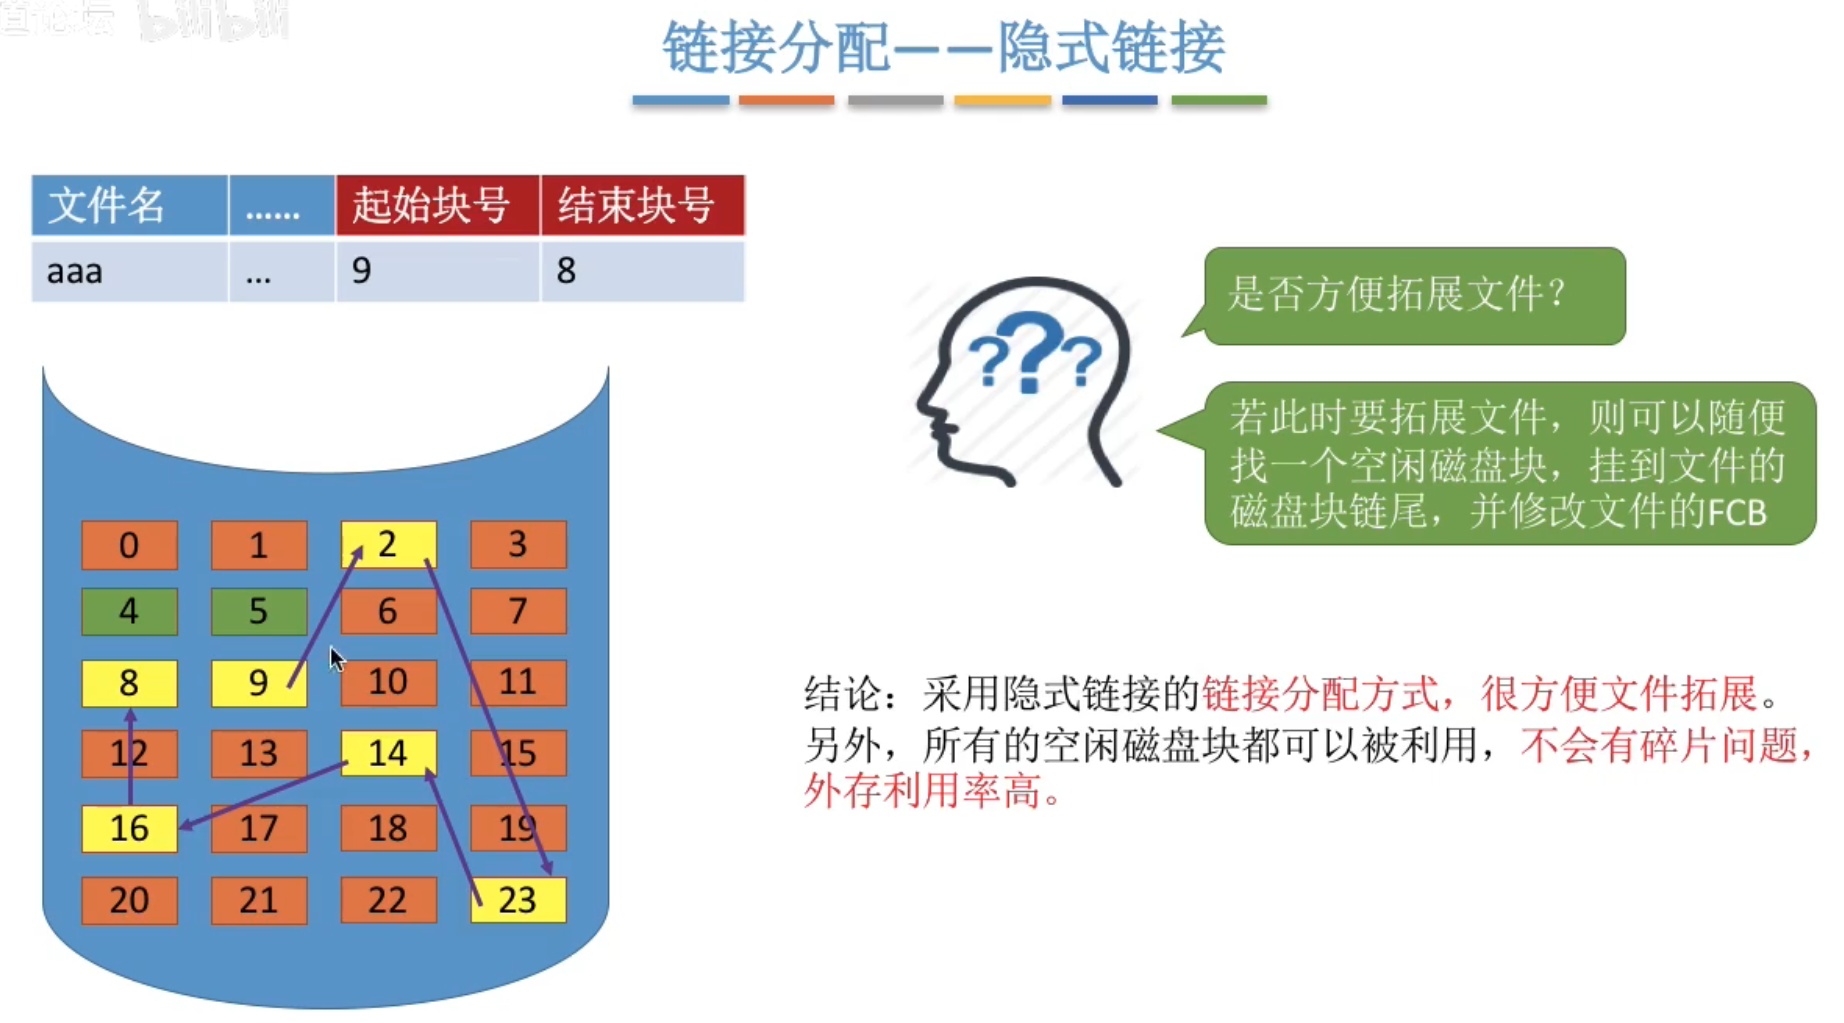 直论坛 bilibili
链接分配——隐式链接
文件名 …… 起始块号 结束块号
aaa … 9 8
???
是否方便拓展文件？
若此时要拓展文件，则可以随便
找一个空闲磁盘块，挂到文件的
磁盘块链尾，并修改文件的FCB
0 1 2 3
4 5 6 7
8 9 10 11
12 13 14 15
16 17 18 19
20 21 22 23
结论：采用隐式链接的链接分配方式，很方便文件拓展。
另外，所有的空闲磁盘块都可以被利用，不会有碎片问题，
外存利用率高。